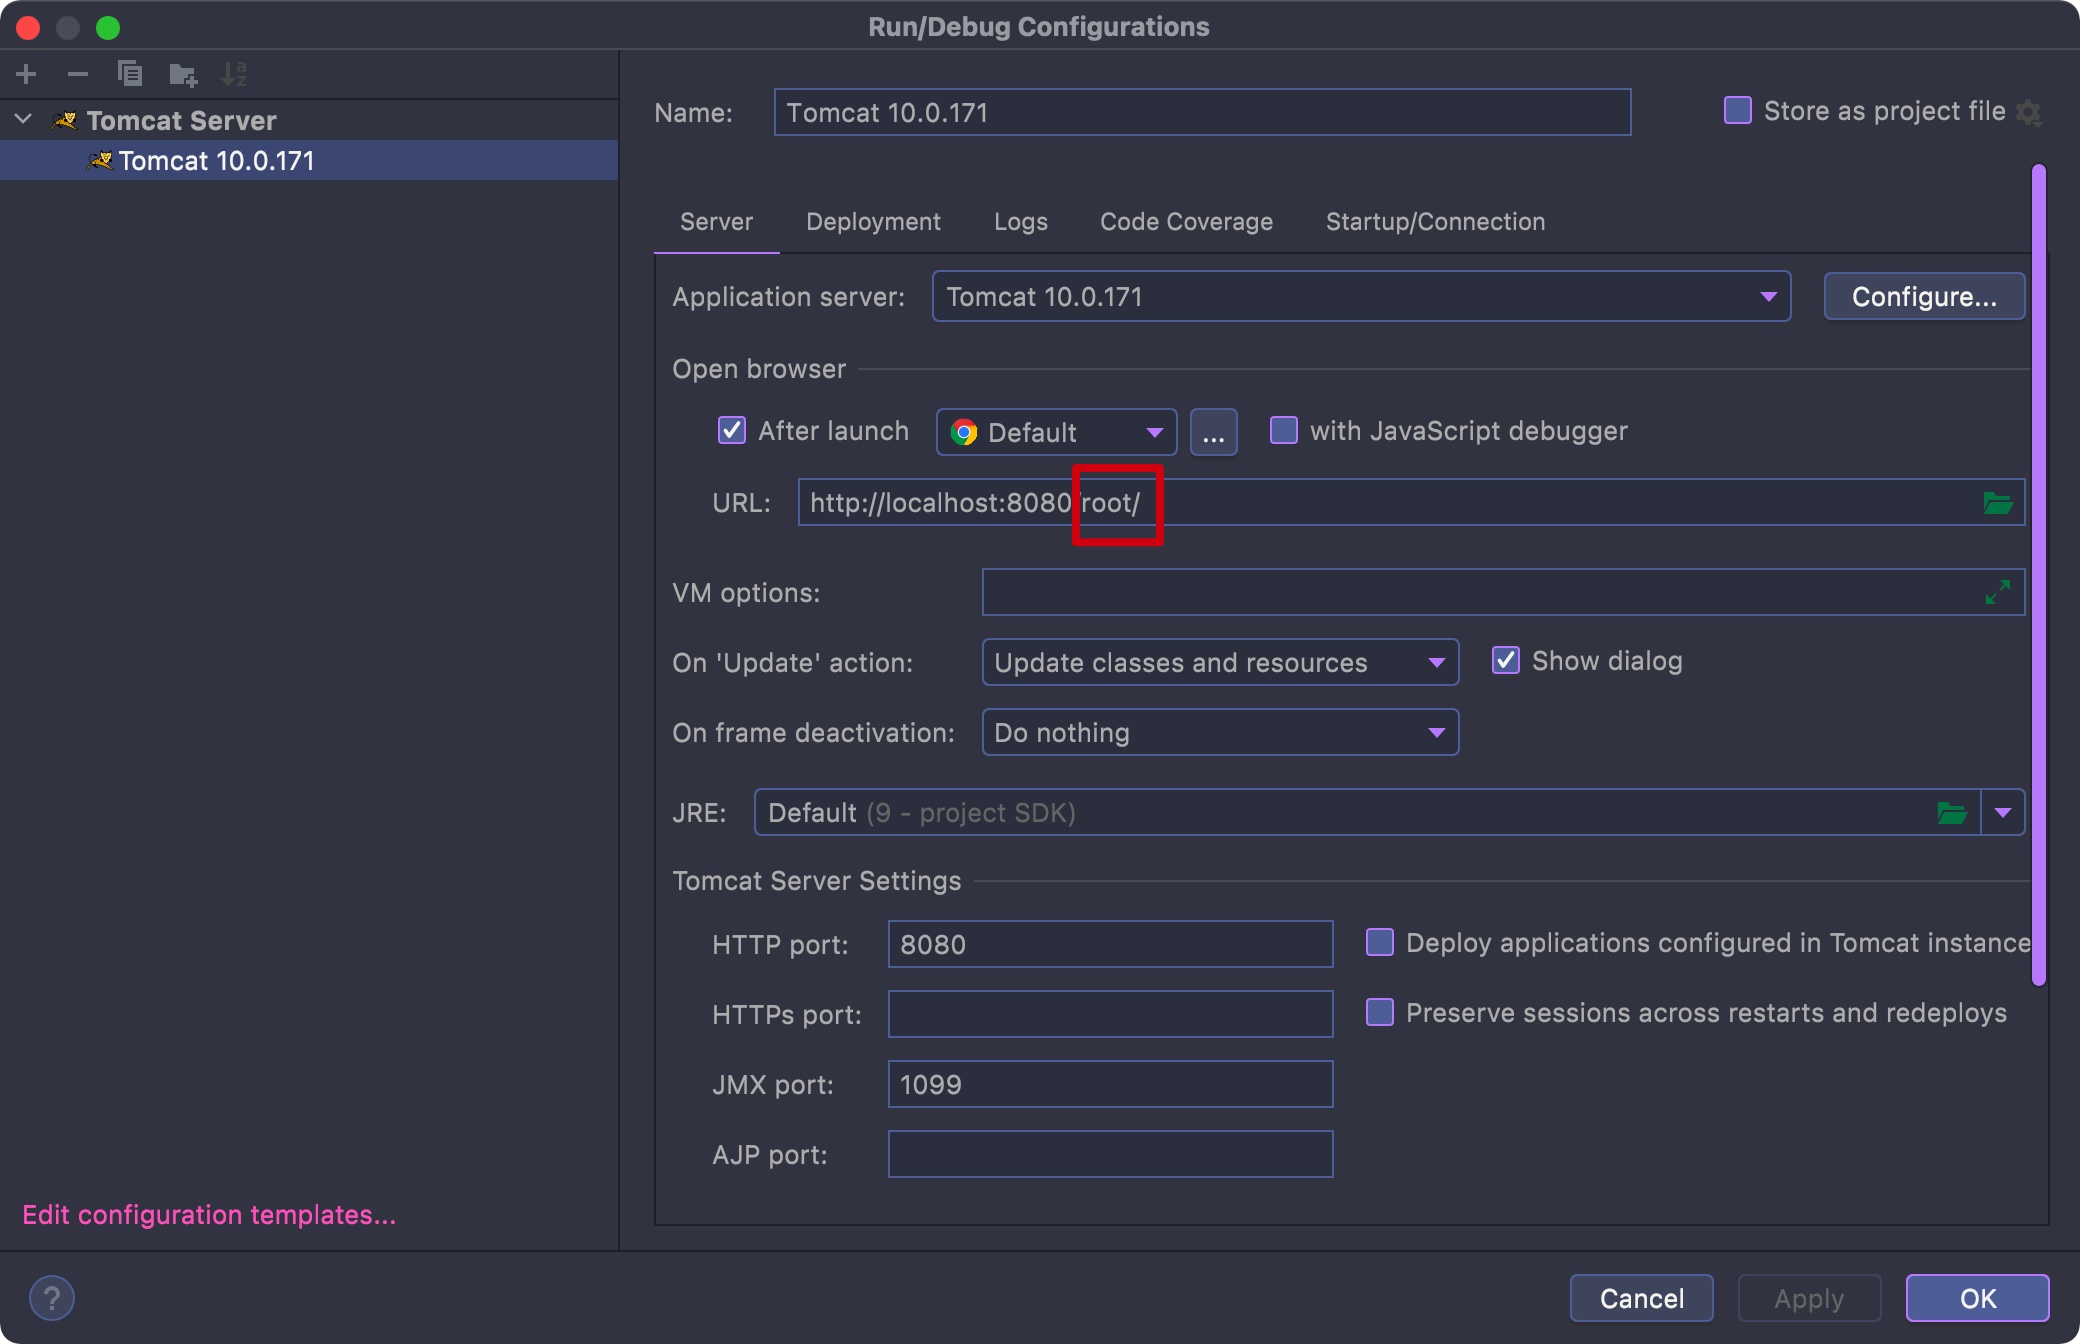 Run/Debug Configurations
Tomcat Server
Tomcat 10.0.171
Edit configuration templates...
Name: Tomcat 10.0.171 Store as project file
Server Deployment Logs Code Coverage Startup/Connection
Application server: Tomcat 10.0.171 Configure...
Open browser
After launch Default ... with JavaScript debugger
URL: http://localhost:8080/root/
VM options:
On 'Update' action: Update classes and resources Show dialog
On frame deactivation: Do nothing
JRE: Default (9 - project SDK)
Tomcat Server Settings
HTTP port: 8080 Deploy applications configured in Tomcat instance
HTTPs port: Preserve sessions across restarts and redeploys
JMX port: 1099
AJP port:
? Cancel Apply OK